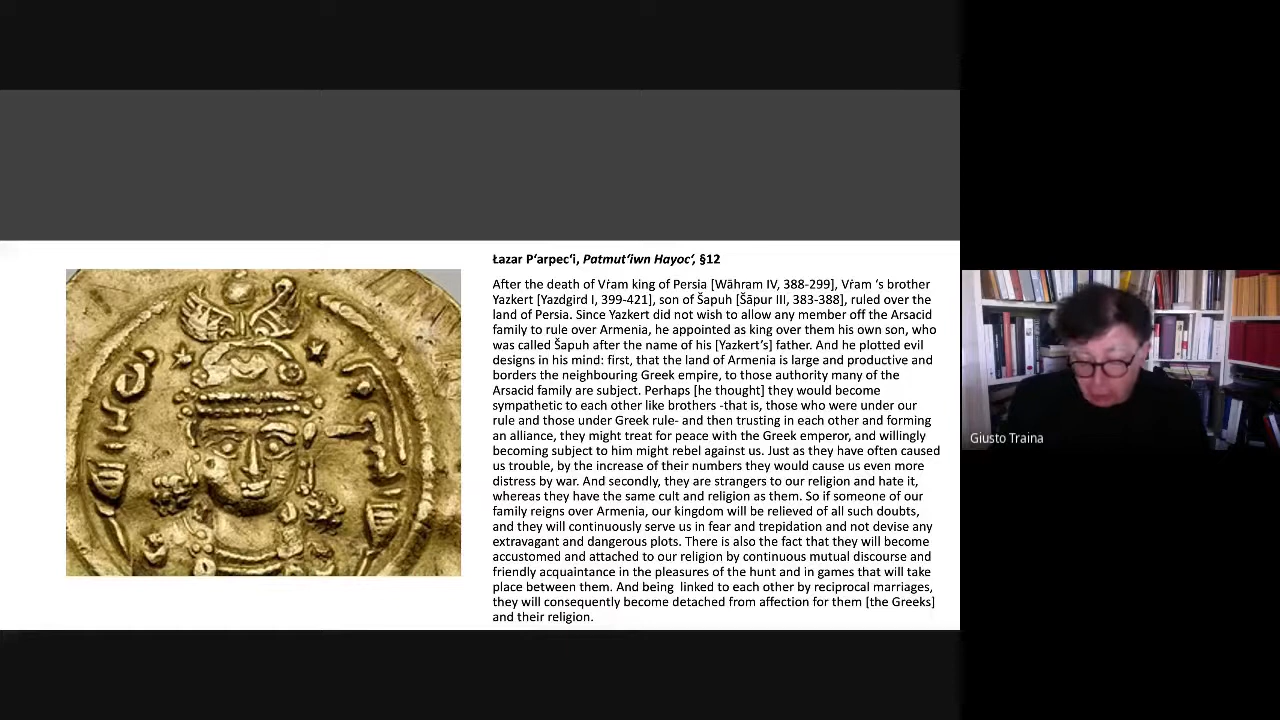 Łazar P‘arpec‘i, Patmut‘iwn Hayoc‘, §12
After the death of Vṙam king of Persia [Wāhram IV, 388-299], Vṙam ‘s brother
Yazkert [Yazdgird I, 399-421], son of Šapuh [Šāpur III, 383-388], ruled over the
land of Persia. Since Yazkert did not wish to allow any member off the Arsacid
family to rule over Armenia, he appointed as king over them his own son, who
was called Šapuh after the name of his [Yazkert’s] father. And he plotted evil
designs in his mind: first, that the land of Armenia is large and productive and
borders the neighbouring Greek empire, to those authority many of the
Arsacid family are subject. Perhaps [he thought] they would become
sympathetic to each other like brothers -that is, those who were under our
rule and those under Greek rule- and then trusting in each other and forming
an alliance, they might treat for peace with the Greek emperor, and willingly
becoming subject to him might rebel against us. Just as they have often caused
us trouble, by the increase of their numbers they would cause us even more
distress by war. And secondly, they are strangers to our religion and hate it,
whereas they have the same cult and religion as them. So if someone of our
family reigns over Armenia, our kingdom will be relieved of all such doubts,
and they will continuously serve us in fear and trepidation and not devise any
extravagant and dangerous plots. There is also the fact that they will become
accustomed and attached to our religion by continuous mutual discourse and
friendly acquaintance in the pleasures of the hunt and in games that will take
place between them. And being linked to each other by reciprocal marriages,
they will consequently become detached from affection for them [the Greeks]
and their religion.
Giusto Traina